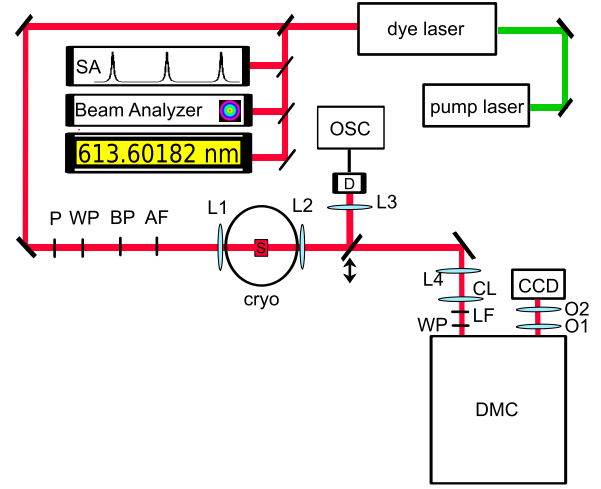 dye laser
SA
pump laser
Beam Analyzer
OSC
613.60182 nm
D
L3
P WP BP AF
L1
L2
S
cryo
L4
CL
CCD
LF
O2
WP
O1
DMC